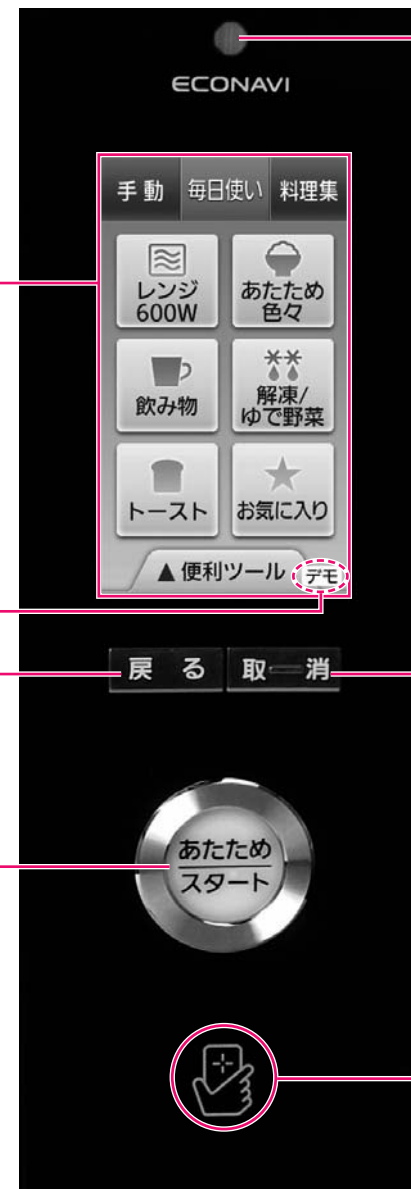 ECONAVI
手動 毎日使い 料理集
レンジ
600W
あたため
色々
飲み物
解凍/
ゆで野菜
トースト
お気に入り
▲便利ツール
デモ
戻る
取消
あたため
スタート